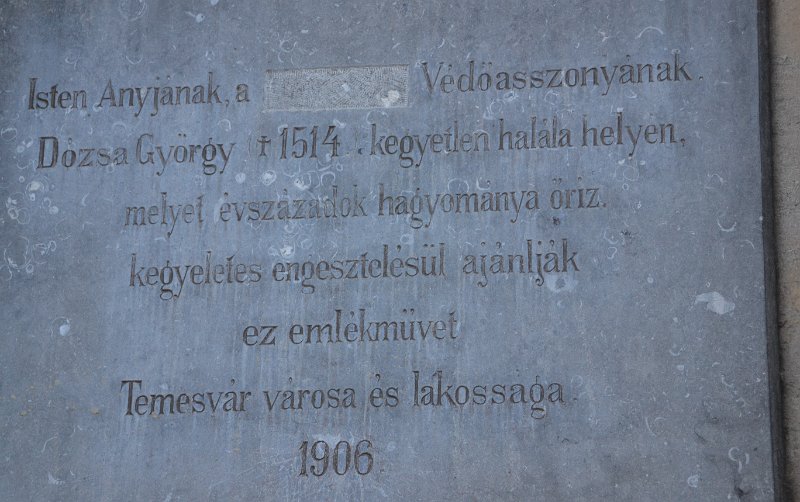 Isten Anyjának, a Védőasszonyának.
Dózsa György † 1514. kegyetlen halála helyén,
melyet évszázadok hagyománya őriz.
kegyeletes engesztelésül ajánlják
ez emlékművet
Temesvár városa és lakossága.
1906.